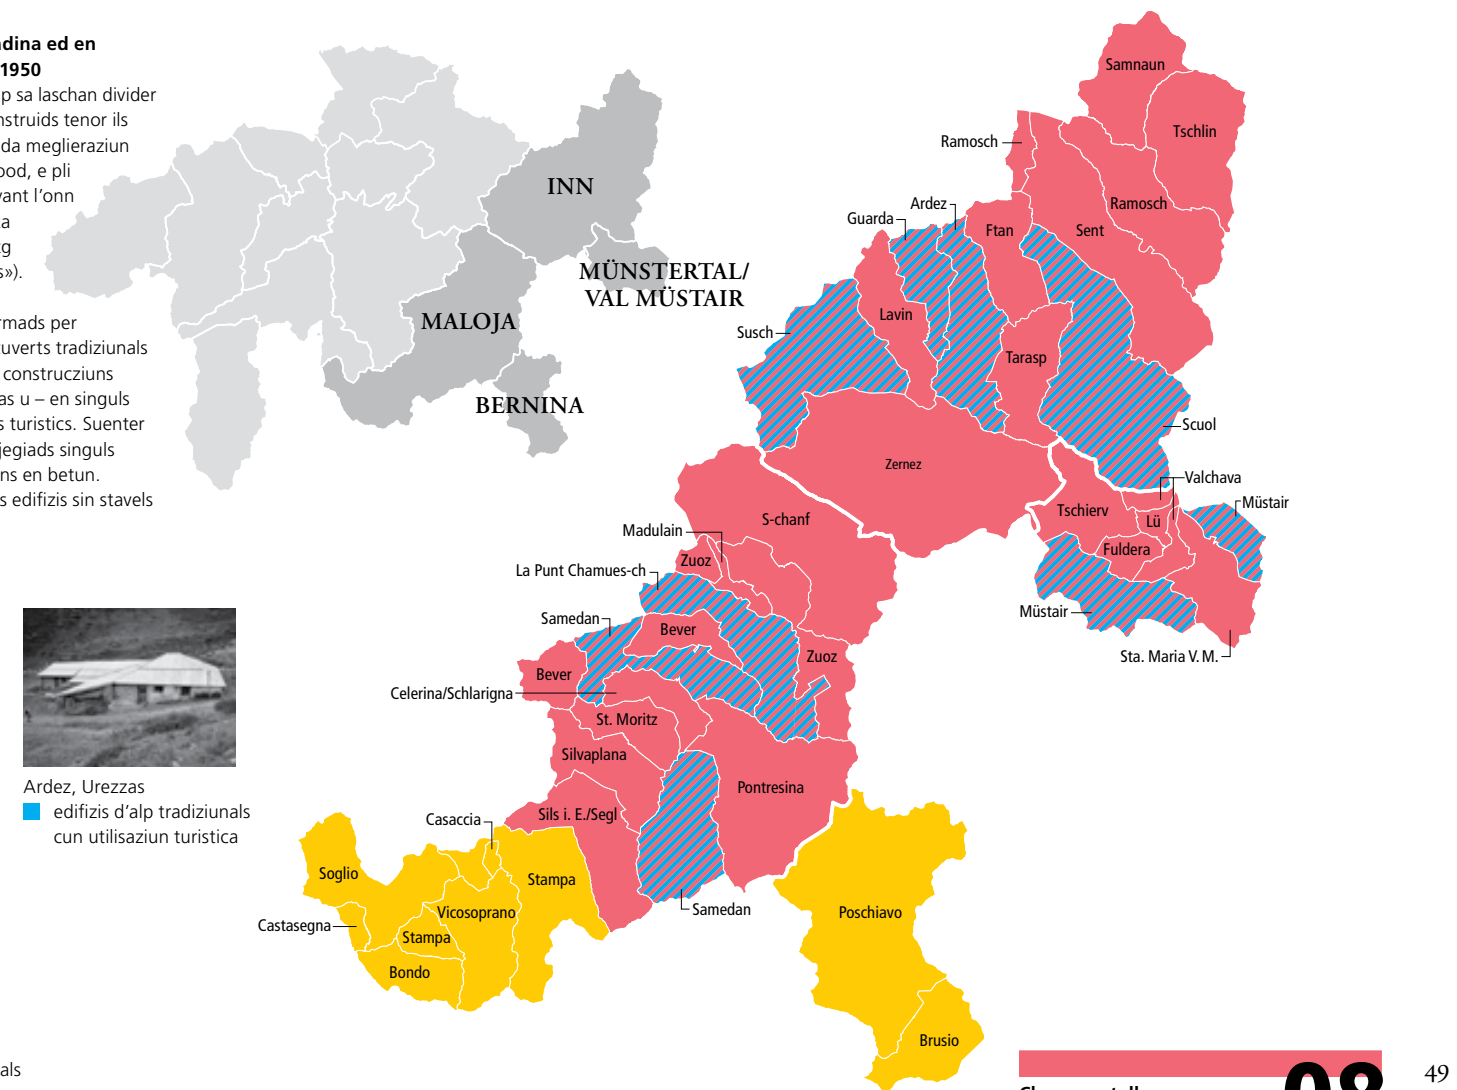 dina ed en
1950
p sa laschan divider
nstruids tenor ils
da meglieraziun
ood, e pli
vant l’onn
a
tg
s»).
rmads per
tuverts tradiziunals
construcziuns
as u – en singuls
s turistics. Suenter
jegiads singuls
ns en betun.
s edifizis sin stavels
INN
MÜNSTERTAL/
VAL MÜSTAIR
MALOJA
BERNINA
Samnaun
Tschlin
Ramosch
Ramosch
Ardez
Guarda
Ftan
Sent
Lavin
Susch
Tarasp
Scuol
Zernez
Valchava
Müstair
Tschierv
Lü
Fuldera
Müstair
Sta. Maria V. M.
S-chanf
Madulain
Zuoz
La Punt Chamues-ch
Samedan
Bever
Zuoz
Bever
Celerina/Schlarigna
St. Moritz
Silvaplana
Pontresina
Sils i. E./Segl
Casaccia
Samedan
Soglio
Stampa
Vicosoprano
Castasegna
Stampa
Bondo
Poschiavo
Brusio
Ardez, Urezzas
edifizis d’alp tradiziunals
cun utilisaziun turistica
als
49